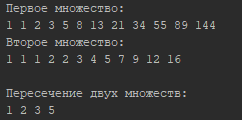 Первое множество:
1 1 2 3 5 8 13 21 34 55 89 144
Второе множество:
1 1 1 2 2 3 4 5 7 9 12 16
Пересечение двух множеств:
1 2 3 5